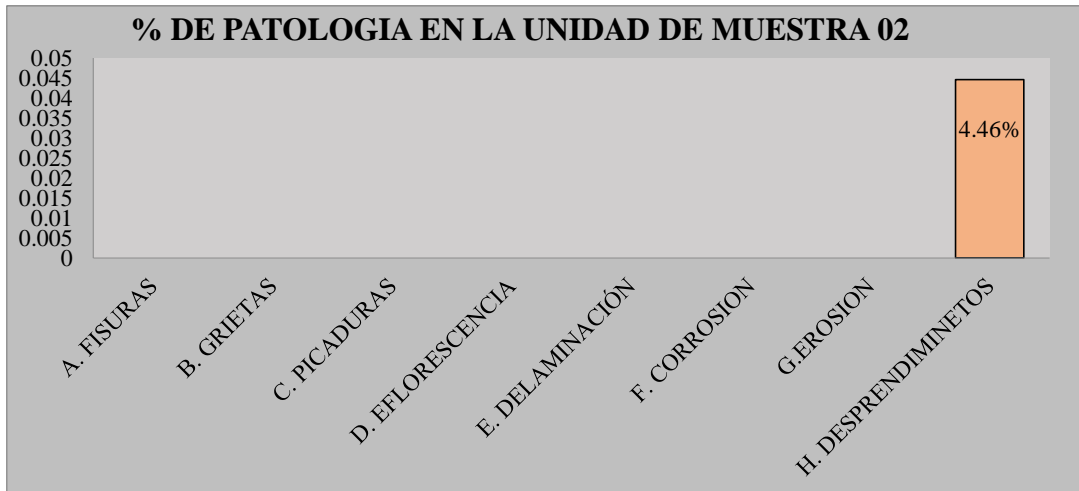 % DE PATOLOGIA EN LA UNIDAD DE MUESTRA 02
0.05
0.045
0.04
0.035
0.03
0.025
0.02
0.015
0.01
0.005
0
4.46%
A. FISURAS
B. GRIETAS
C. PICADURAS
D. EFLORESCENCIA
E. DELAMINACIÓN
F. CORROSION
G.EROSION
H. DESPRENDIMINETOS